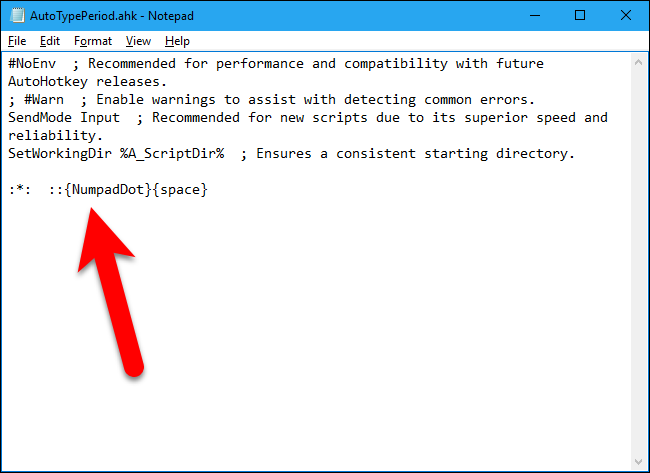 AutoTypePeriod.ahk - Notepad
File Edit Format View Help
#NoEnv  ; Recommended for performance and compatibility with future
AutoHotkey releases.
; #Warn  ; Enable warnings to assist with detecting common errors.
SendMode Input  ; Recommended for new scripts due to its superior speed and
reliability.
SetWorkingDir %A_ScriptDir%  ; Ensures a consistent starting directory.
:*:  ::{NumpadDot}{space}